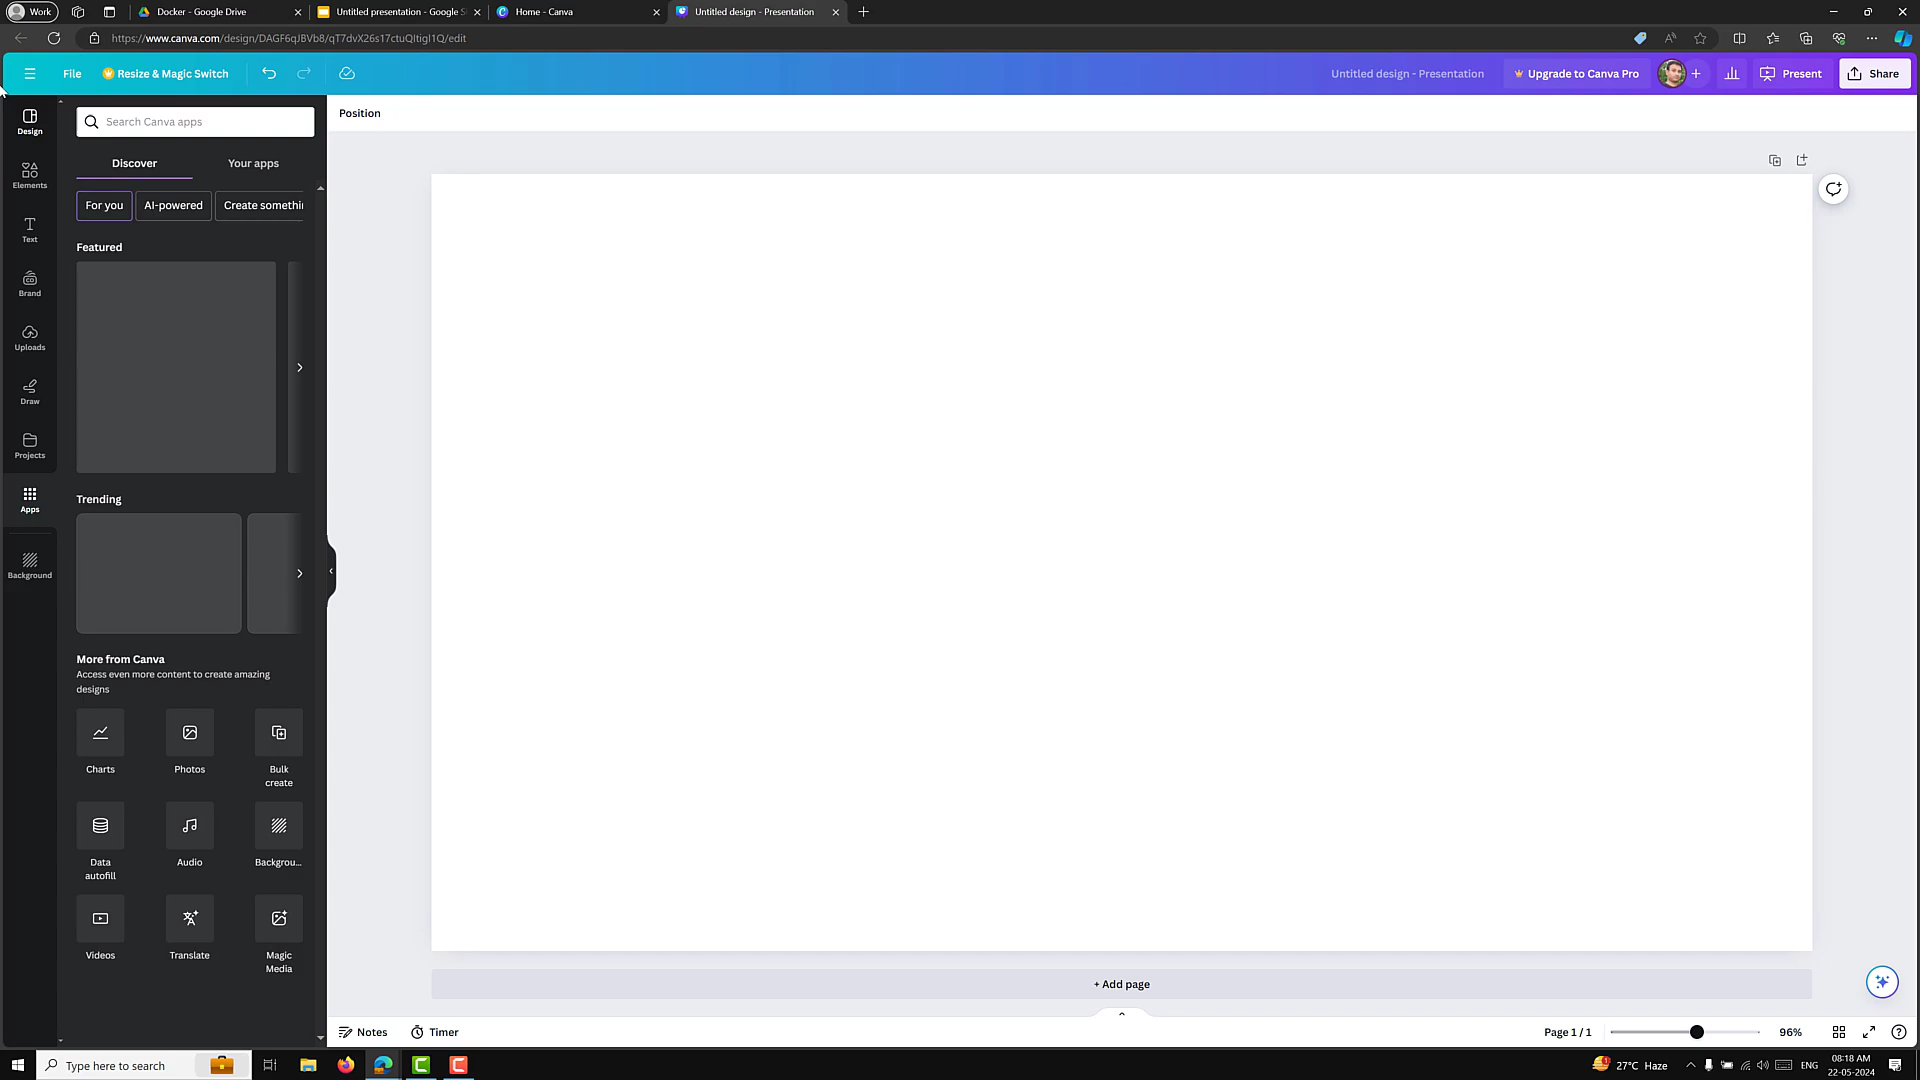 Work
Docker - Google Drive
Untitled presentation - Google Sl
Home - Canva
Untitled design - Presentation
https://www.canva.com/design/DAGF6qJBVb8/qT7dvX26s17ctuQItigI1Q/edit
File
Resize & Magic Switch
Untitled design - Presentation
Upgrade to Canva Pro
Present
Share
Design
Elements
Text
Brand
Uploads
Draw
Projects
Apps
Background
Search Canva apps
Discover
Your apps
For you
AI-powered
Create somethin
Featured
Trending
More from Canva
Access even more content to create amazing
designs
Charts
Photos
Bulk
create
Data
autofill
Audio
Backgrou...
Videos
Translate
Magic
Media
Position
+ Add page
Notes
Timer
Page 1 / 1
96%
Type here to search
27°C Haze
ENG
08:18 AM
22-05-2024